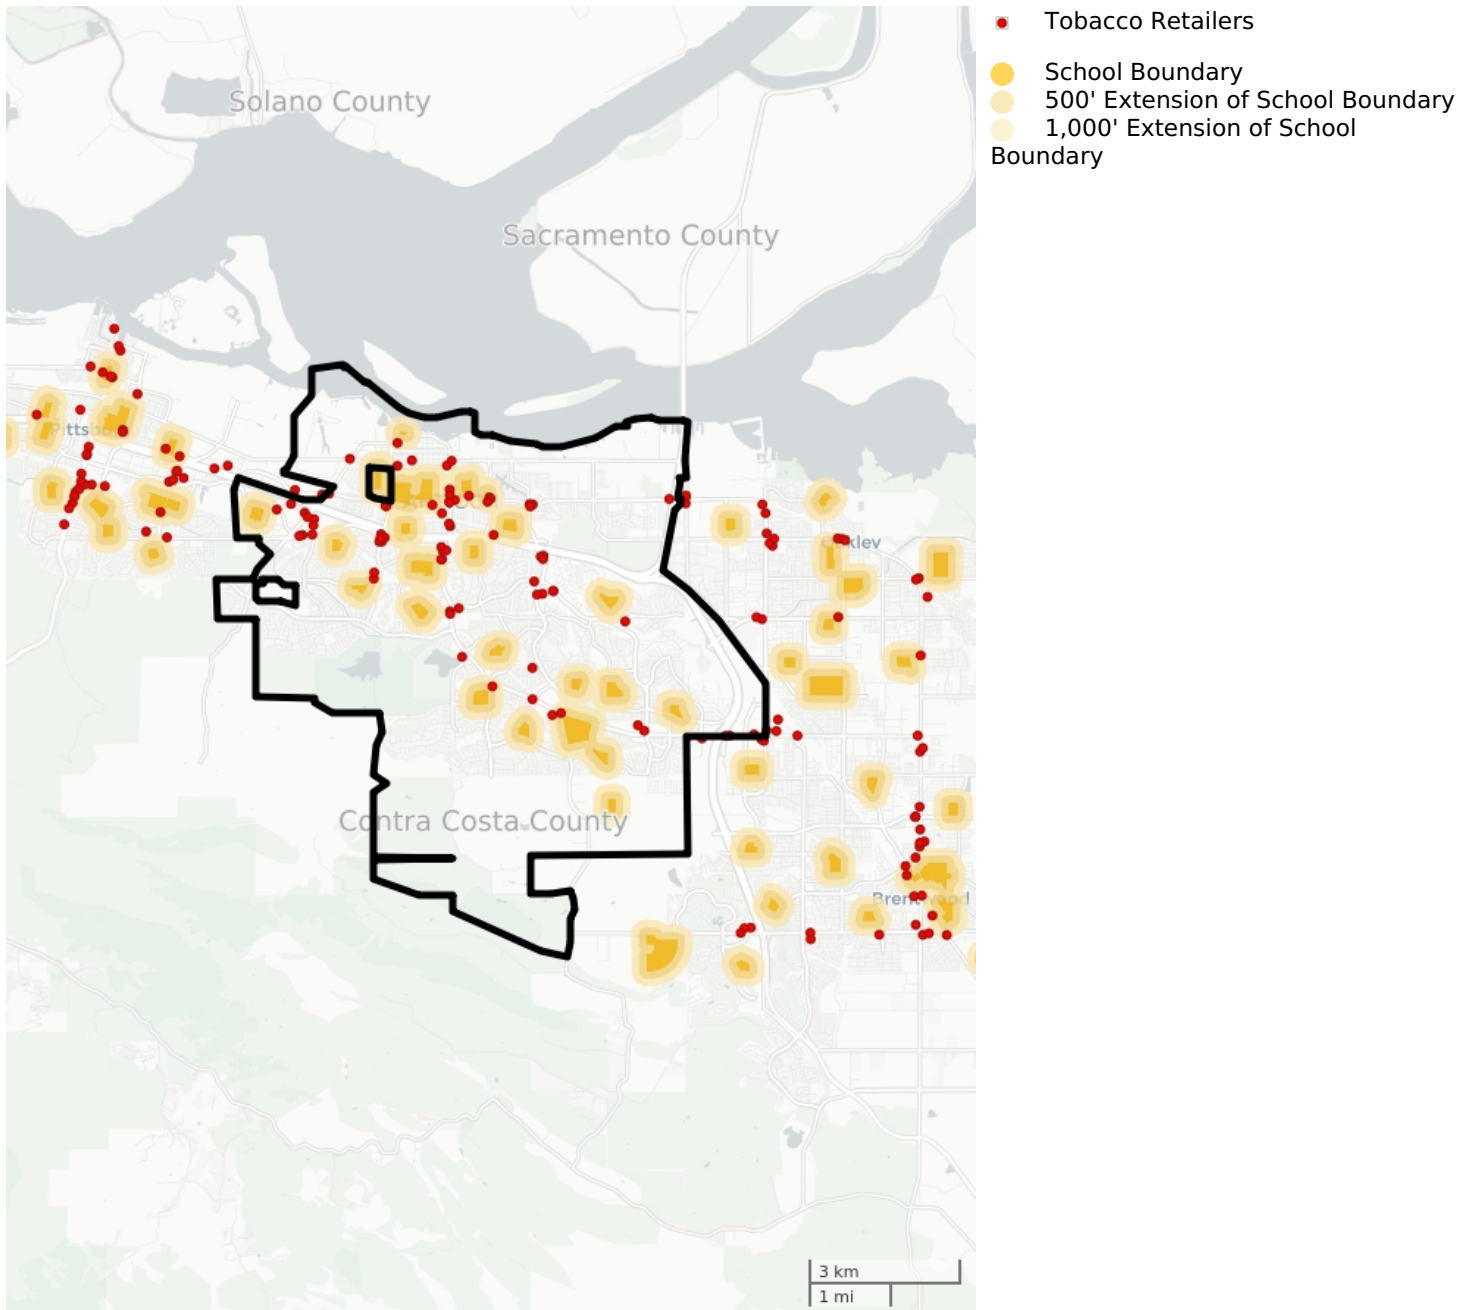 Tobacco Retailers
School Boundary
500' Extension of School Boundary
1,000' Extension of School
Boundary
Solano County
Sacramento County
Contra Costa County
3 km
1 mi